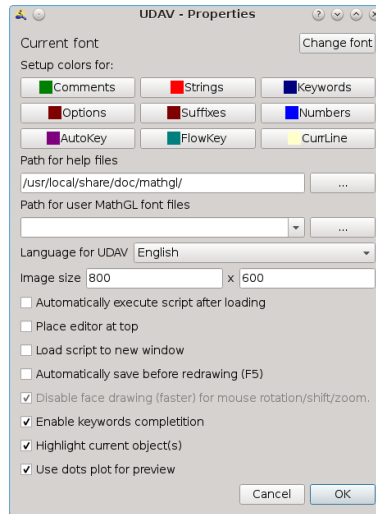 UDAV - Properties
Current font
Change font
Setup colors for:
Comments Strings Keywords
Options Suffixes Numbers
AutoKey FlowKey CurrLine
Path for help files
/usr/local/share/doc/mathgl/ ...
Path for user MathGL font files
...
Language for UDAV English
Image size 800 x 600
Automatically execute script after loading
Place editor at top
Load script to new window
Automatically save before redrawing (F5)
Disable face drawing (faster) for mouse rotation/shift/zoom.
Enable keywords completition
Highlight current object(s)
Use dots plot for preview
Cancel OK